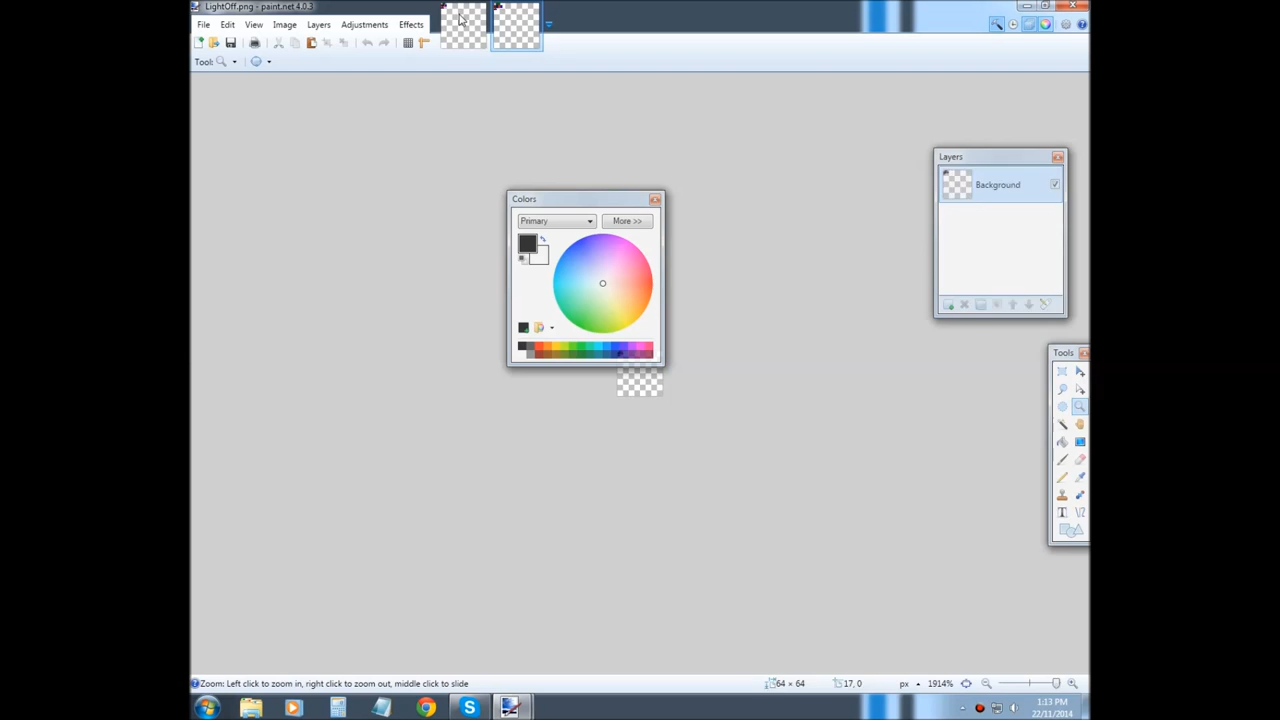 LightOff.png - paint.net 4.0.3
File Edit View Image Layers Adjustments Effects
Tool:
Layers
Background
Colors
Primary More >>
Tools
Zoom: Left click to zoom in, right click to zoom out, middle click to slide
64 × 64
17, 0
px
1914%
1:13 PM
22/11/2014